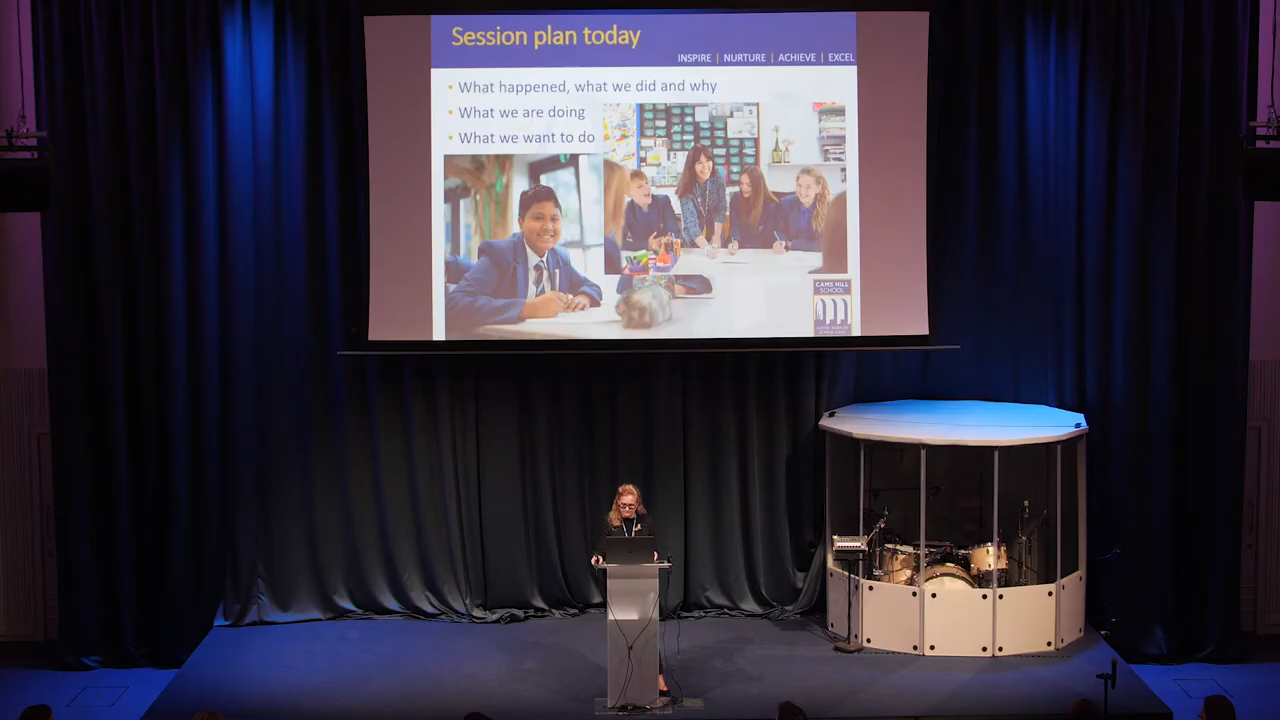 Session plan today
INSPIRE | NURTURE | ACHIEVE | EXCEL
• What happened, what we did and why
• What we are doing
• What we want to do
CAMS HILL
SCHOOL